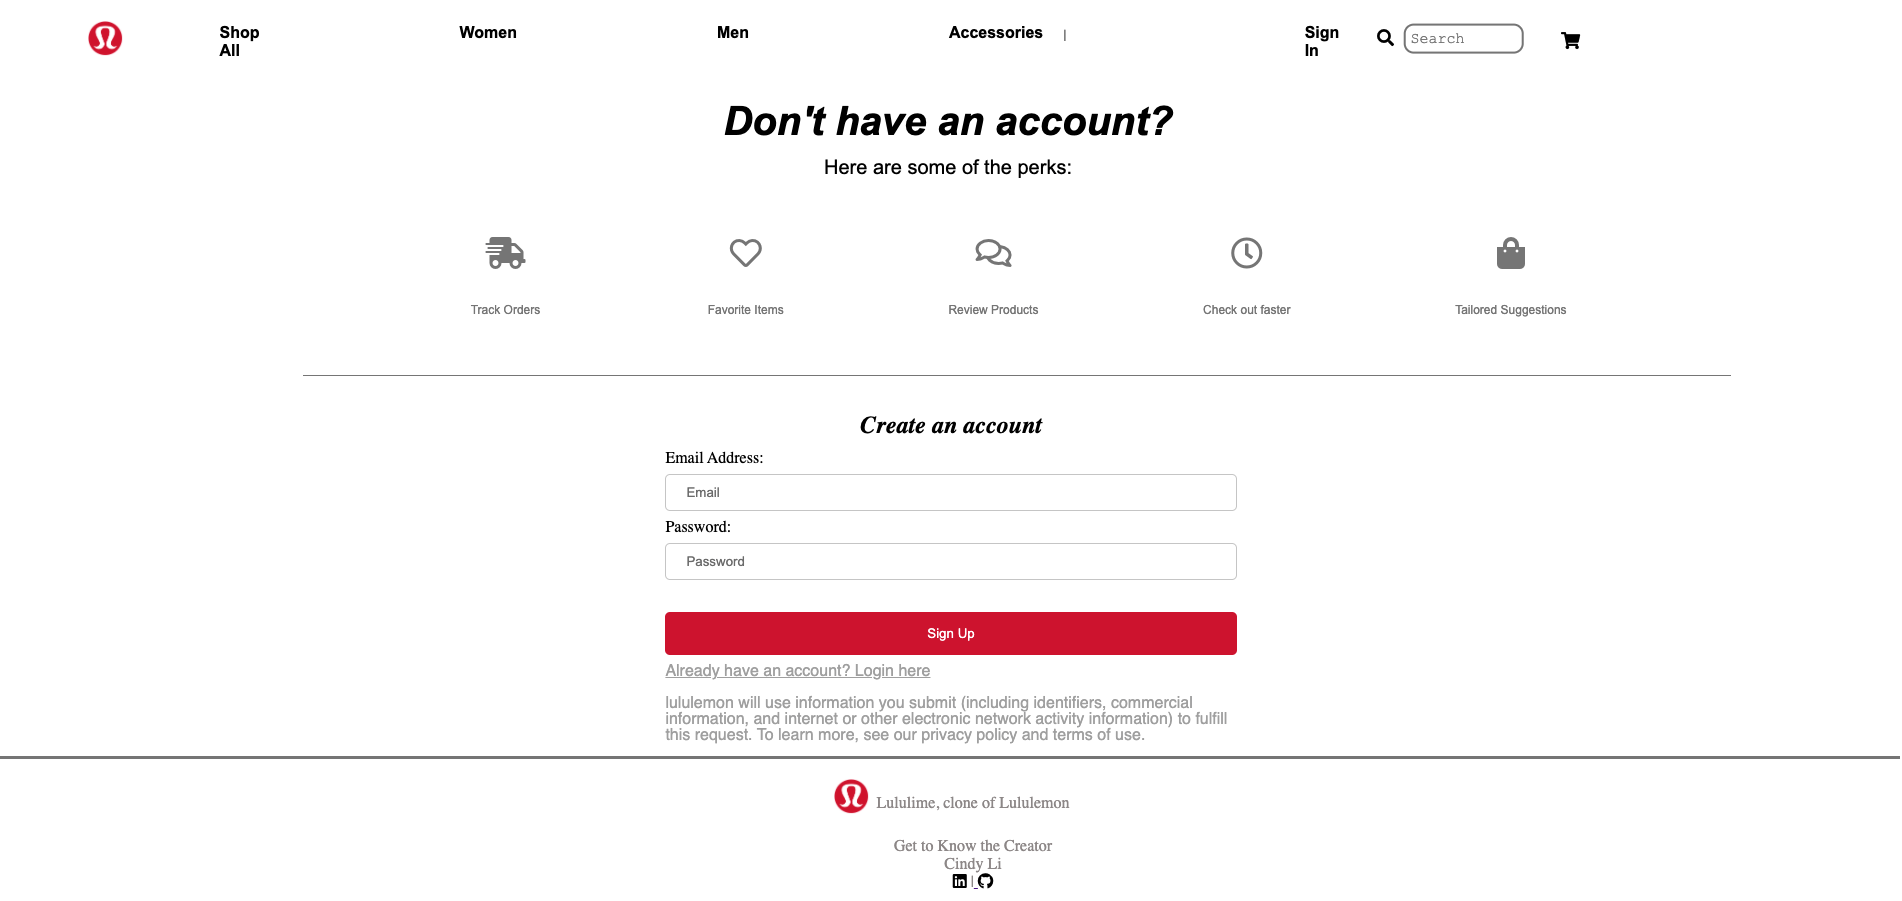 Shop All
Women
Men
Accessories
|
Sign In
Search
Don't have an account?
Here are some of the perks:
Track Orders
Favorite Items
Review Products
Check out faster
Tailored Suggestions
Create an account
Email Address:
Email
Password:
Password
Sign Up
Already have an account? Login here
lululemon will use information you submit (including identifiers, commercial
information, and internet or other electronic network activity information) to fulfill
this request. To learn more, see our privacy policy and terms of use.
Lululime, clone of Lululemon
Get to Know the Creator
Cindy Li
|